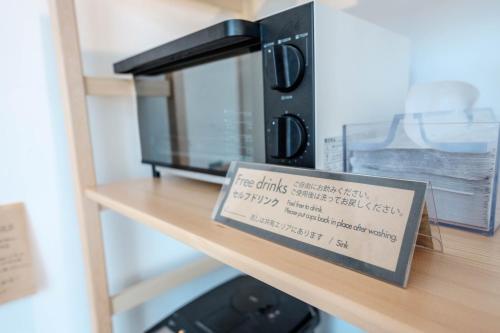 Free drinks
セルフドリンク
ご自由にお飲みください。
ご使用後は洗ってお戻しください。
Feel free to drink.
Please put cups back in place after washing.
流しは共有エリアにあります / Sink